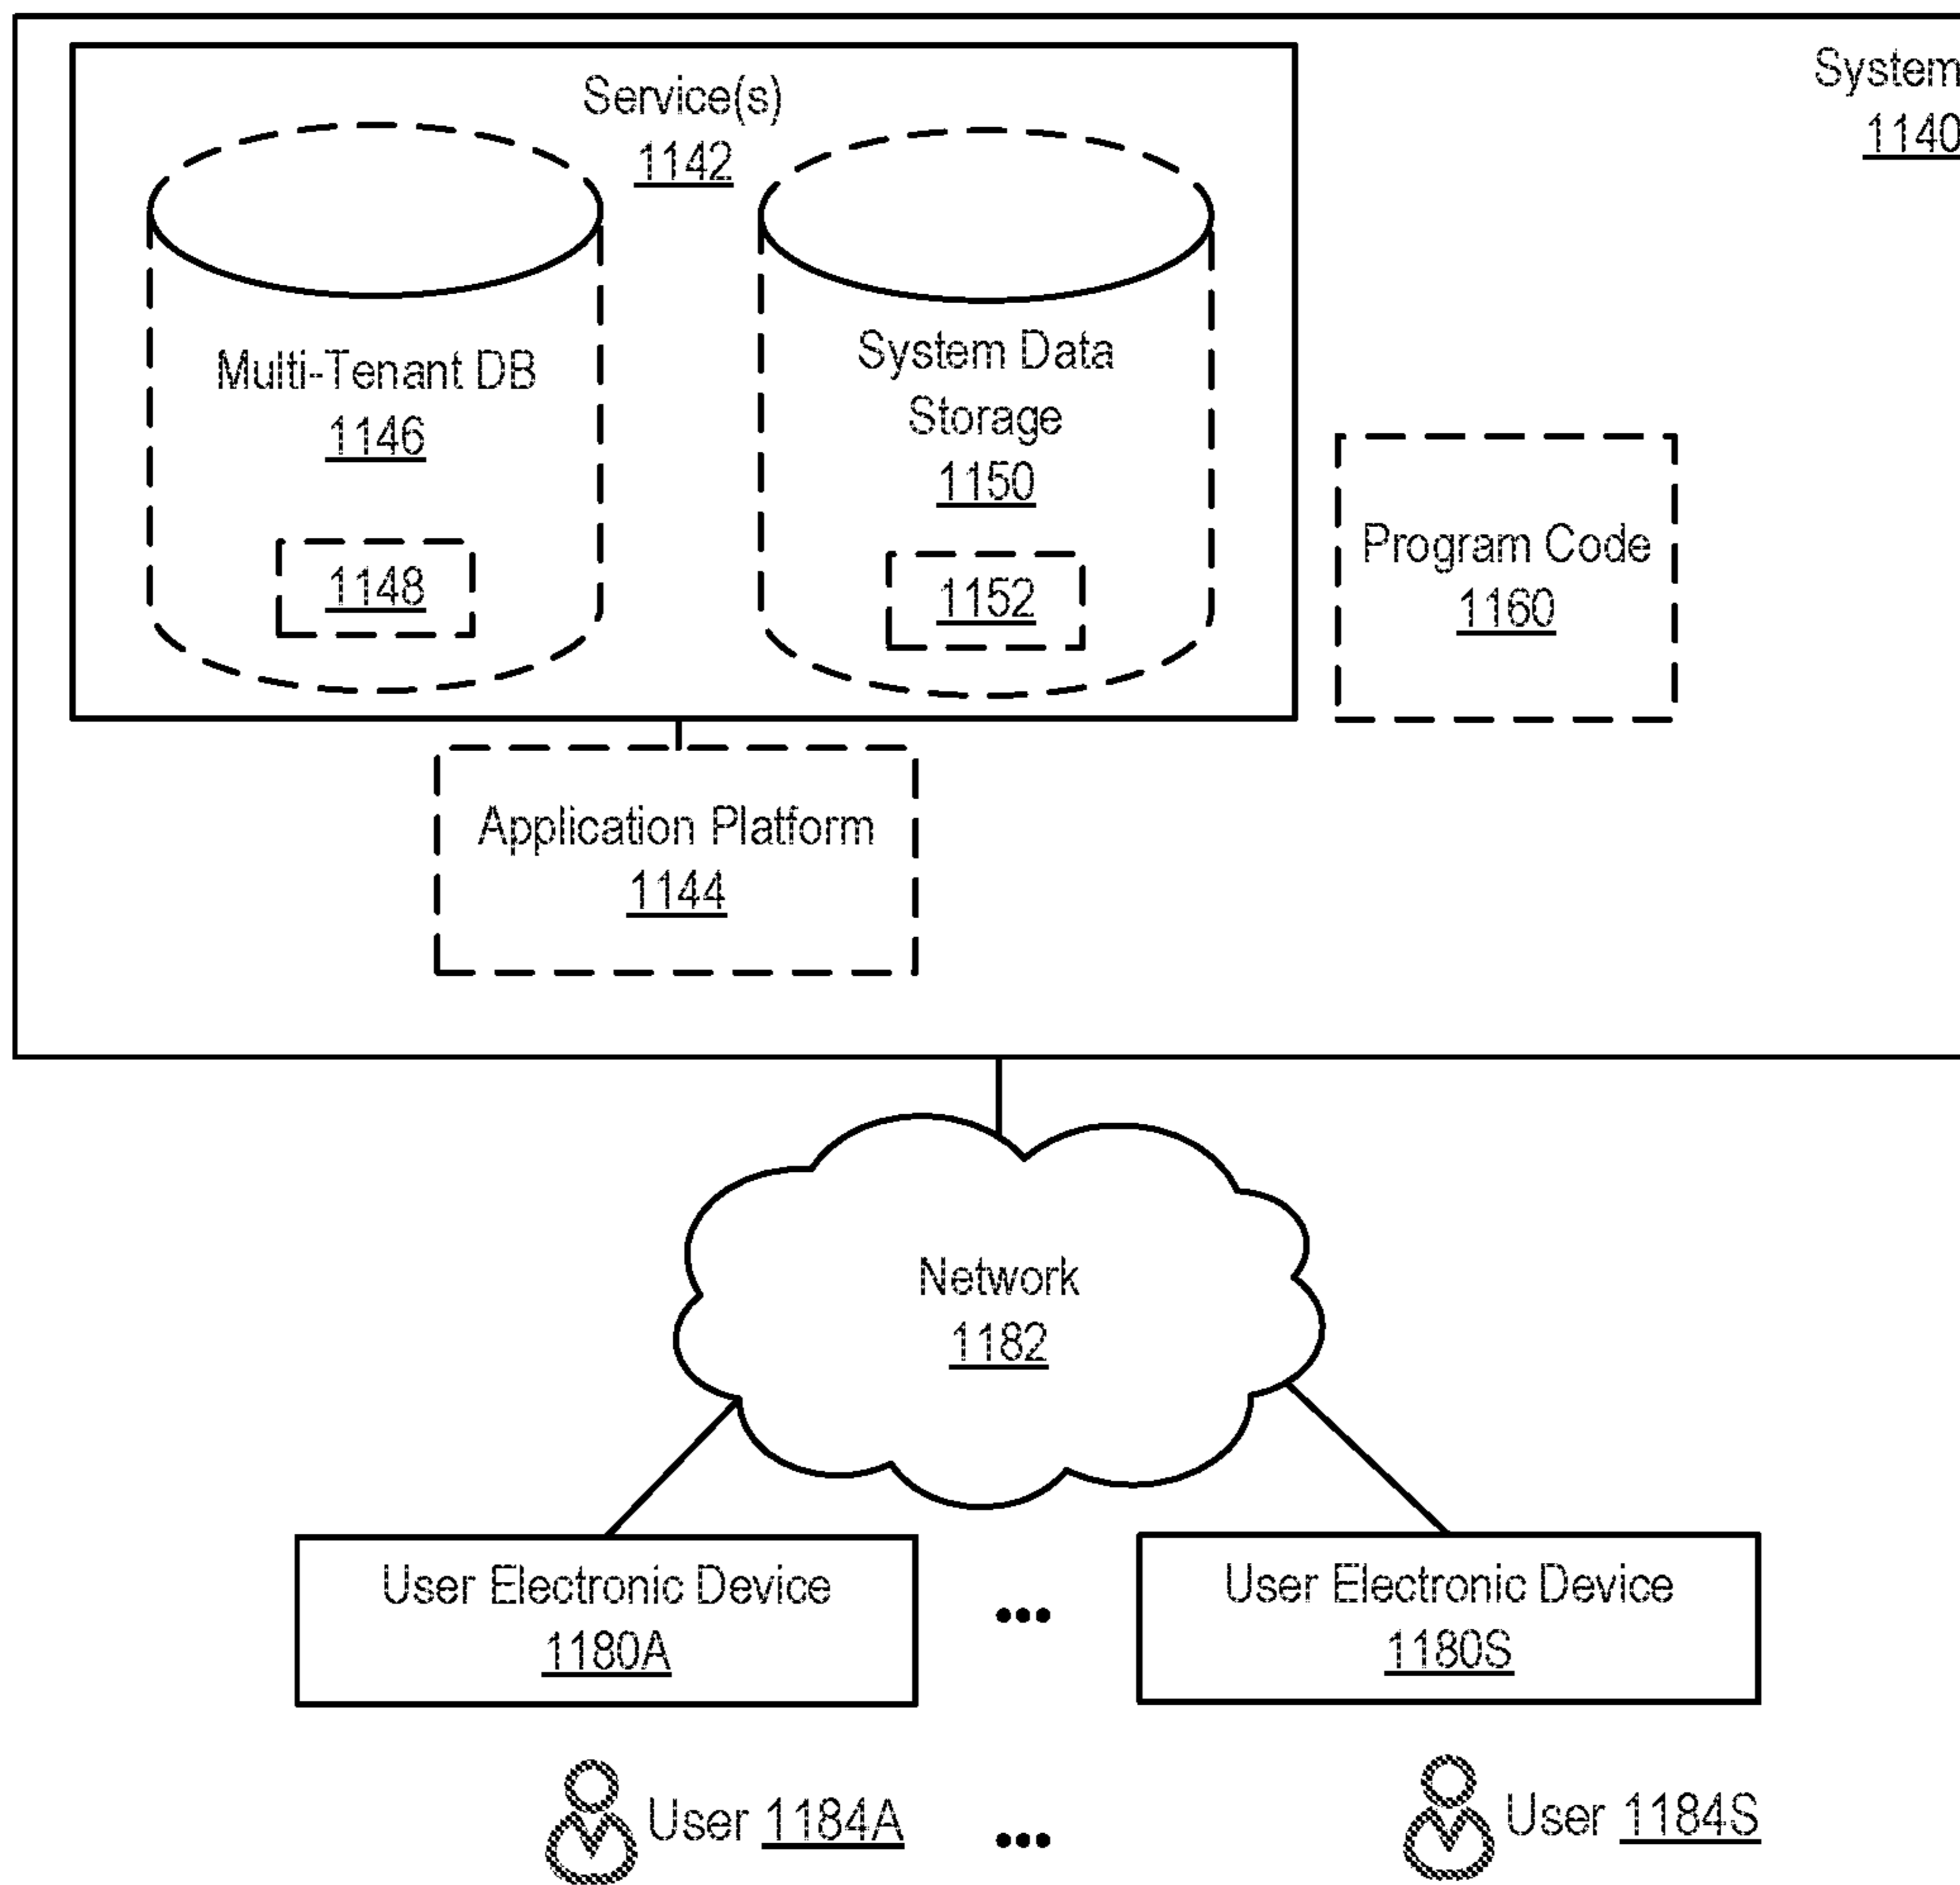 System
1140
Service(s)
1142
Multi-Tenant DB
1146
1148
System Data
Storage
1150
1152
Program Code
1160
Application Platform
1144
Network
1182
User Electronic Device
1180A
...
User Electronic Device
1180S
User 1184A
...
User 1184S